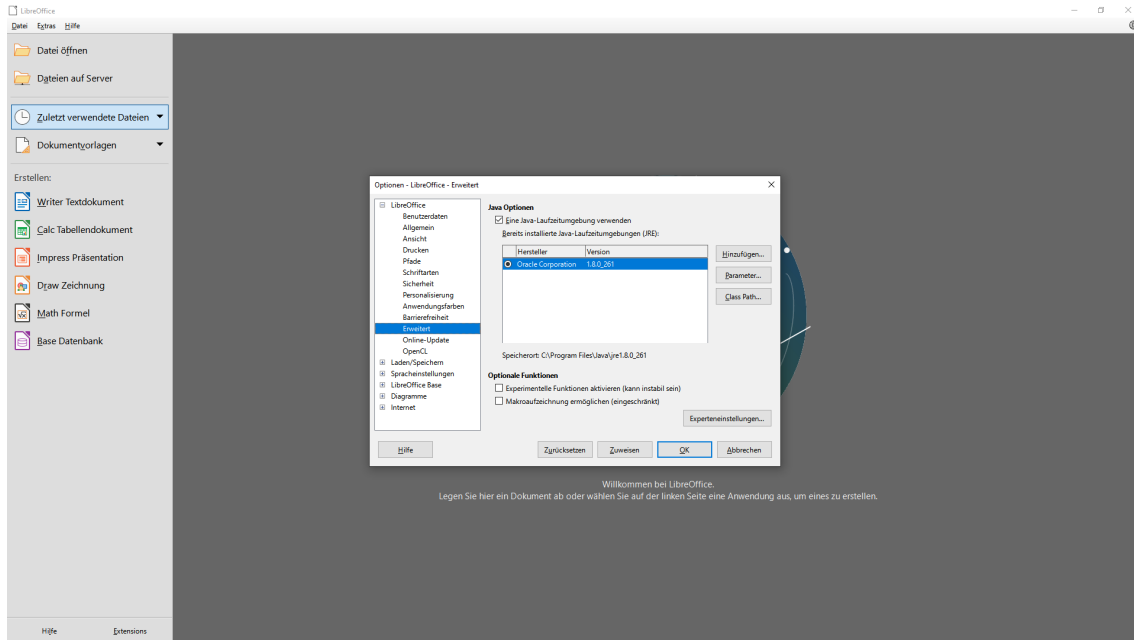 LibreOffice
Datei Extras Hilfe
Datei öffnen
Dateien auf Server
Zuletzt verwendete Dateien
Dokumentvorlagen
Erstellen:
Writer Textdokument
Calc Tabellendokument
Impress Präsentation
Draw Zeichnung
Math Formel
Base Datenbank
Hilfe Extensions
Optionen - LibreOffice - Erweitert
LibreOffice
Benutzerdaten
Allgemein
Ansicht
Drucken
Pfade
Schriftarten
Sicherheit
Personalisierung
Anwendungsfarben
Barrierefreiheit
Erweitert
Online-Update
OpenCL
Laden/Speichern
Spracheinstellungen
LibreOffice Base
Diagramme
Internet
Java Optionen
Eine Java-Laufzeitumgebung verwenden
Bereits installierte Java-Laufzeitumgebungen (JRE):
Hersteller Version
Oracle Corporation 1.8.0_261
Hinzufügen...
Parameter...
Class Path...
Speicherort: C:\Program Files\Java\jre1.8.0_261
Optionale Funktionen
Experimentelle Funktionen aktivieren (kann instabil sein)
Makroaufzeichnung ermöglichen (eingeschränkt)
Experteneinstellungen...
Hilfe Zurücksetzen Zuweisen OK Abbrechen
Willkommen bei LibreOffice.
Legen Sie hier ein Dokument ab oder wählen Sie auf der linken Seite eine Anwendung aus, um eines zu erstellen.